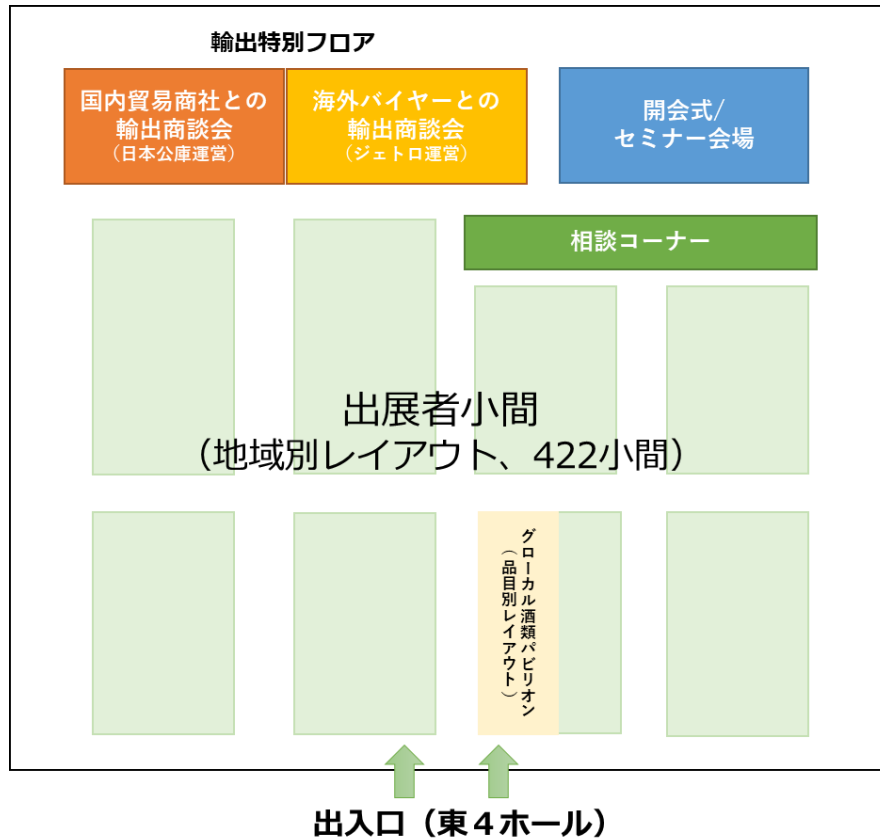 輸出特別フロア
国内貿易商社との
輸出商談会
（日本公庫運営）
海外バイヤーとの
輸出商談会
（ジェトロ運営）
開会式/
セミナー会場
相談コーナー
出展者小間
（地域別レイアウト、422小間）
グローカル酒類パビリオン
（品目別レイアウト）
出入口（東４ホール）